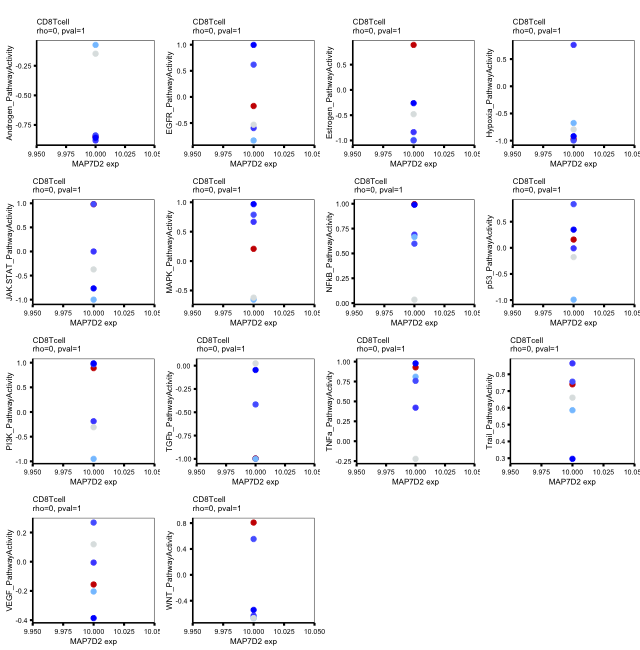 CD8Tcell
rho=0, pval=1
Androgen_PathwayActivity
-0.25
-0.50
-0.75
9.950 9.975 10.000 10.025 10.05
MAP7D2 exp
CD8Tcell
rho=0, pval=1
EGFR_PathwayActivity
1.0
0.5
0.0
-0.5
9.950 9.975 10.000 10.025 10.05
MAP7D2 exp
CD8Tcell
rho=0, pval=1
Estrogen_PathwayActivity
0.5
0.0
-0.5
-1.0
9.950 9.975 10.000 10.025 10.05
MAP7D2 exp
CD8Tcell
rho=0, pval=1
Hypoxia_PathwayActivity
0.5
0.0
-0.5
-1.0
9.950 9.975 10.000 10.025 10.05
MAP7D2 exp
CD8Tcell
rho=0, pval=1
JAK.STAT_PathwayActivity
1.0
0.5
0.0
-0.5
-1.0
9.950 9.975 10.000 10.025 10.05
MAP7D2 exp
CD8Tcell
rho=0, pval=1
MAPK_PathwayActivity
1.0
0.5
0.0
-0.5
9.950 9.975 10.000 10.025 10.05
MAP7D2 exp
CD8Tcell
rho=0, pval=1
NFkB_PathwayActivity
1.00
0.75
0.50
0.25
0.00
9.950 9.975 10.000 10.025 10.05
MAP7D2 exp
CD8Tcell
rho=0, pval=1
p53_PathwayActivity
0.5
0.0
-0.5
-1.0
9.950 9.975 10.000 10.025 10.05
MAP7D2 exp
CD8Tcell
rho=0, pval=1
PI3K_PathwayActivity
1.0
0.5
0.0
-0.5
-1.0
9.950 9.975 10.000 10.025 10.05
MAP7D2 exp
CD8Tcell
rho=0, pval=1
TGFb_PathwayActivity
0.00
-0.25
-0.50
-0.75
-1.00
9.950 9.975 10.000 10.025 10.05
MAP7D2 exp
CD8Tcell
rho=0, pval=1
TNFa_PathwayActivity
1.00
0.75
0.50
0.25
0.00
-0.25
9.950 9.975 10.000 10.025 10.05
MAP7D2 exp
CD8Tcell
rho=0, pval=1
Trail_PathwayActivity
0.8
0.7
0.6
0.5
0.4
0.3
9.950 9.975 10.000 10.025 10.05
MAP7D2 exp
CD8Tcell
rho=0, pval=1
VEGF_PathwayActivity
0.2
0.0
-0.2
-0.4
9.950 9.975 10.000 10.025 10.05
MAP7D2 exp
CD8Tcell
rho=0, pval=1
WNT_PathwayActivity
0.8
0.4
0.0
-0.4
9.950 9.975 10.000 10.025 10.050
MAP7D2 exp